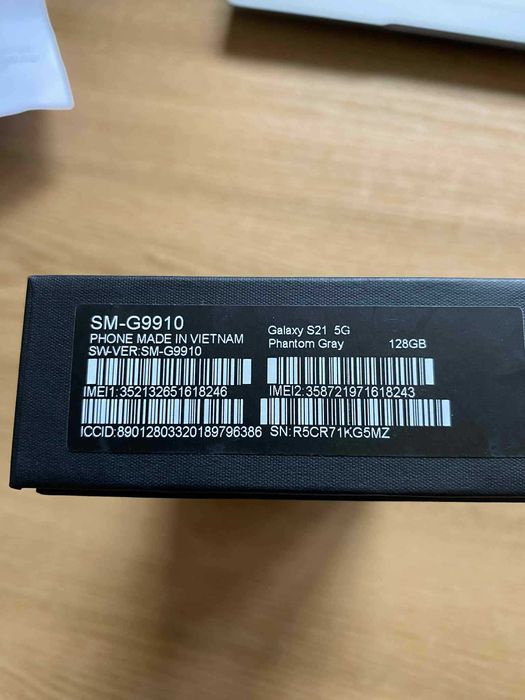 SM-G9910
PHONE MADE IN VIETNAM
SW-VER:SM-G9910
Galaxy S21 5G
Phantom Gray 128GB
IMEI1:352132651618246
IMEI2:358721971618243
ICCID:89012803320189796386
SN:R5CR71KG5MZ